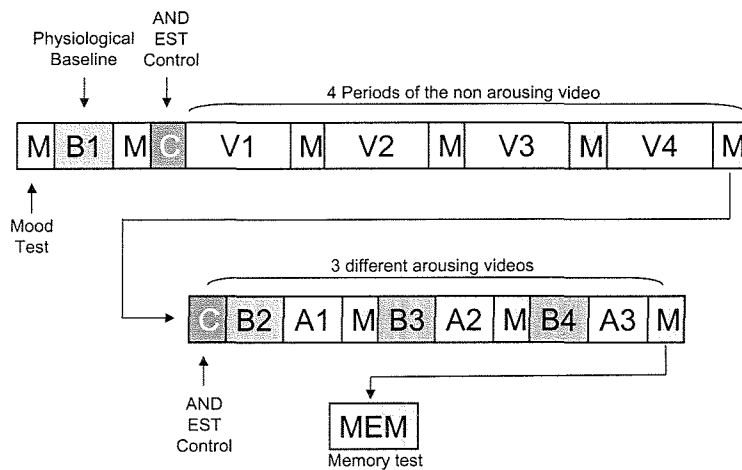 AND
EST
Control
Physiological
Baseline
4 Periods of the non arousing video
M B1 M C V1 M V2 M V3 M V4 M
Mood
Test
3 different arousing videos
C B2 A1 M B3 A2 M B4 A3 M
AND
EST
Control
MEM
Memory test